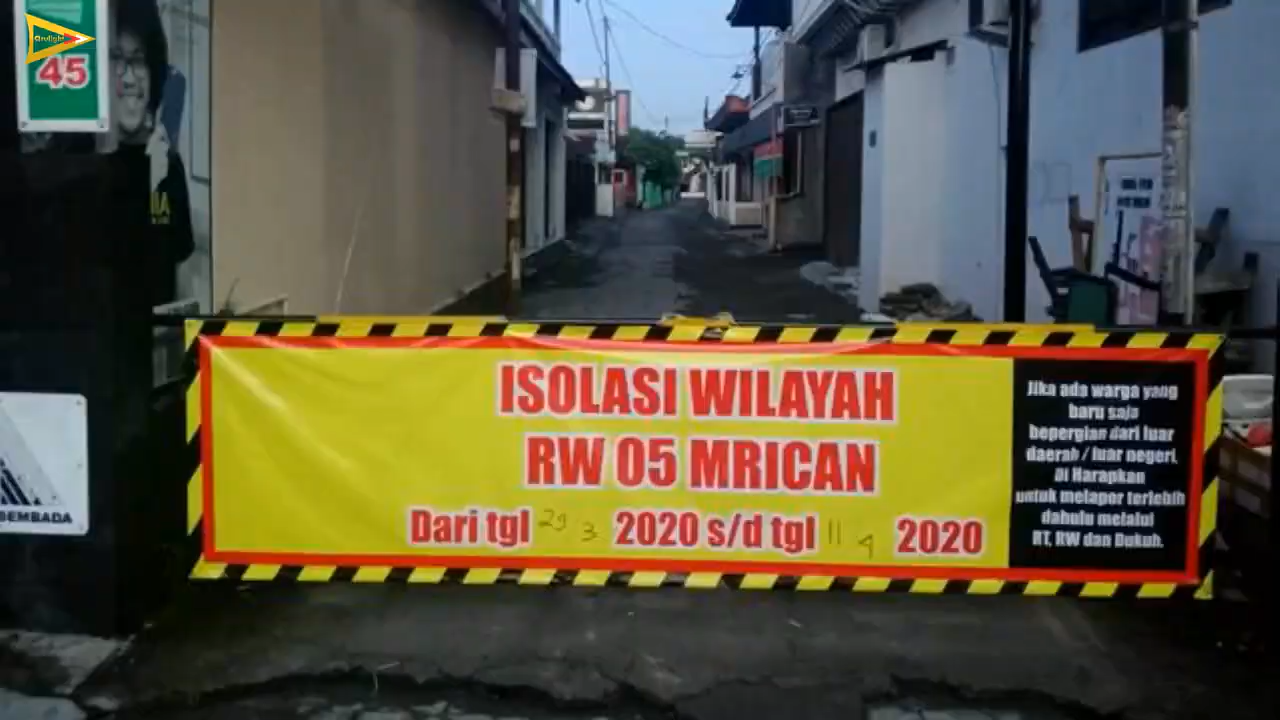 45
ISOLASI WILAYAH
RW 05 MRICAN
Dari tgl 29 3 2020 s/d tgl 11 4 2020
Jika ada warga yang
baru saja
bepergian dari luar
daerah / luar negeri,
Di Harapkan
untuk melapor terlebih
dahulu melalui
RT, RW dan Dukuh.
SEMBADA